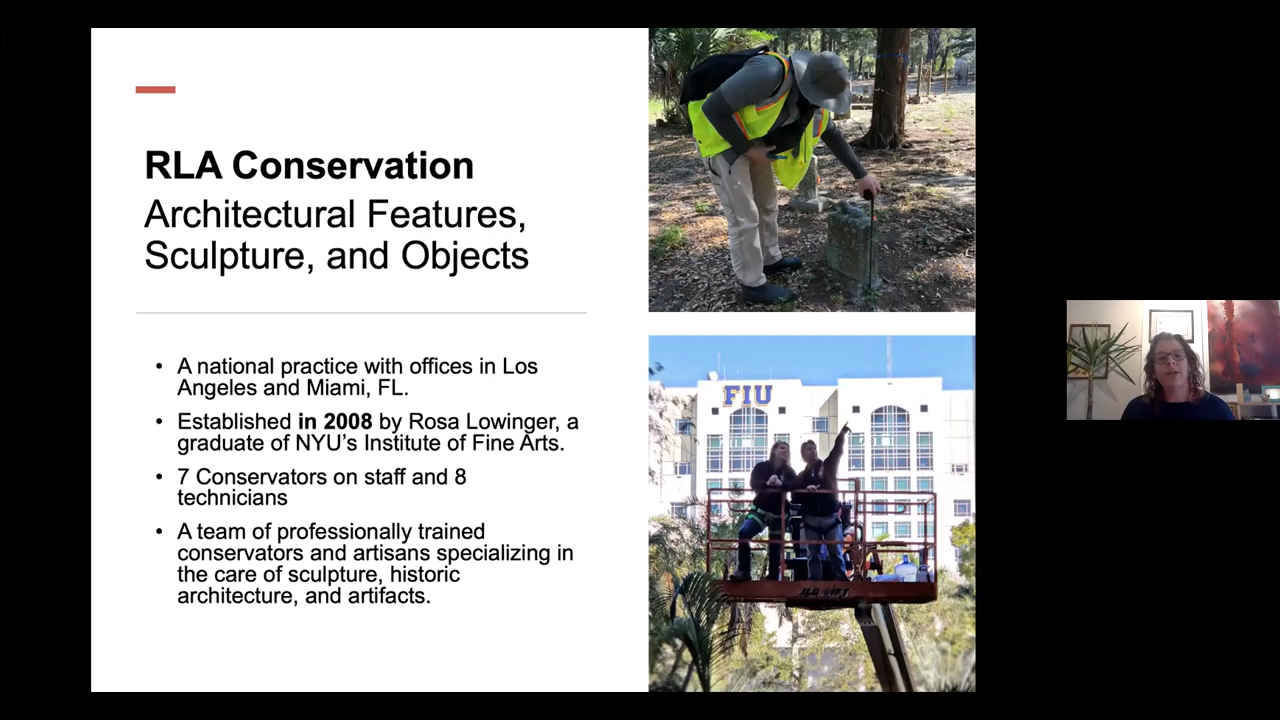 RLA Conservation
Architectural Features,
Sculpture, and Objects
• A national practice with offices in Los
Angeles and Miami, FL.
• Established in 2008 by Rosa Lowinger, a
graduate of NYU's Institute of Fine Arts.
• 7 Conservators on staff and 8
technicians
• A team of professionally trained
conservators and artisans specializing in
the care of sculpture, historic
architecture, and artifacts.
FIU